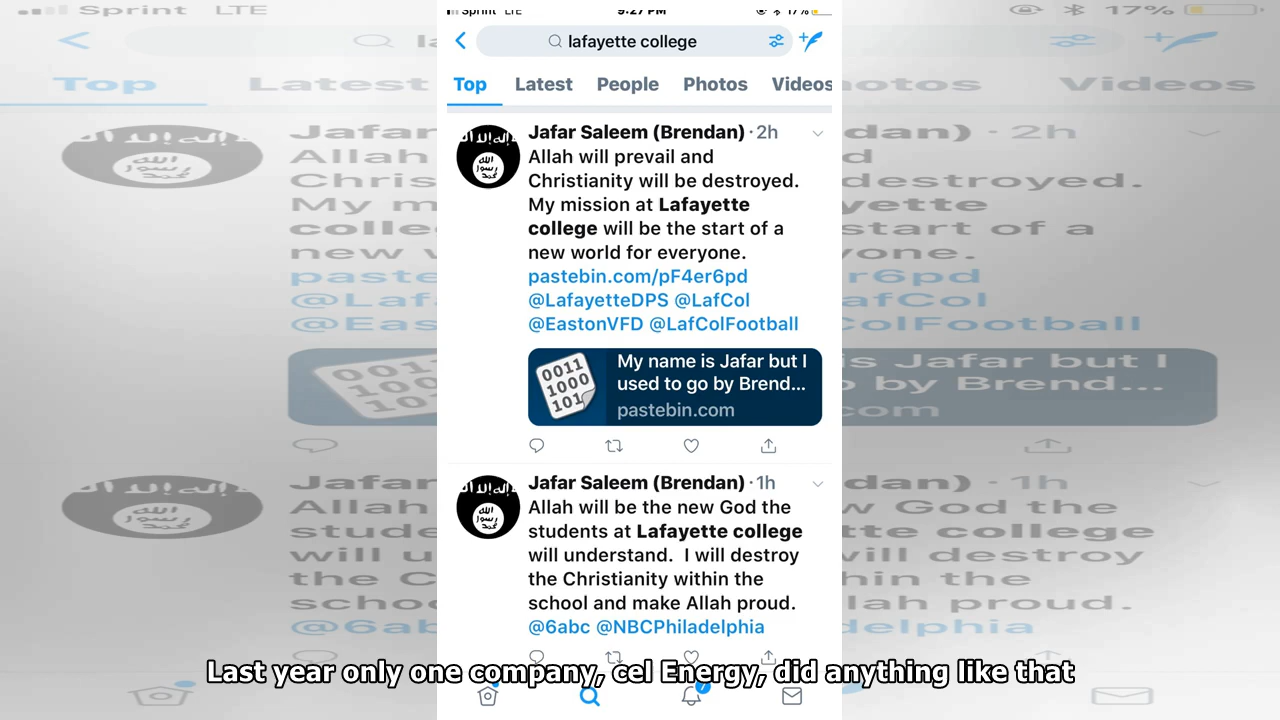 Sprint LTE 9:27 PM 17%
lafayette college
Top Latest People Photos Videos
Jafar Saleem (Brendan) · 2h
Allah will prevail and
Christianity will be destroyed.
My mission at Lafayette
college will be the start of a
new world for everyone.
pastebin.com/pF4er6pd
@LafayetteDPS @LafCol
@EastonVFD @LafColFootball
0011
1000
101
My name is Jafar but I
used to go by Brend...
pastebin.com
Jafar Saleem (Brendan) · 1h
Allah will be the new God the
students at Lafayette college
will understand. I will destroy
the Christianity within the
school and make Allah proud.
@6abc @NBCPhiladelphia
Last year only one company, cel Energy, did anything like that
7